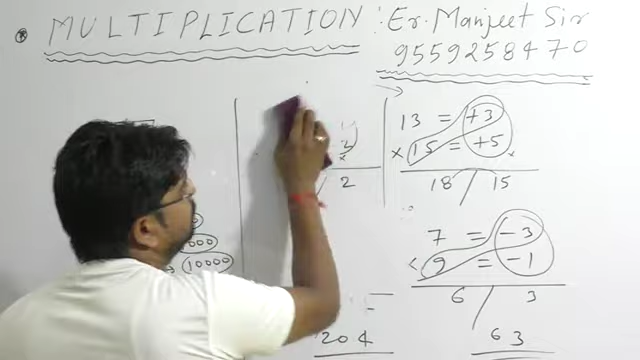 MULTIPLICATION : Er. Manjeet Sir
9559258470
2
2
204
000
10000
13 = +3
× 15 = +5
18 / 15
7 = -3
× 9 = -1
6 / 3
63